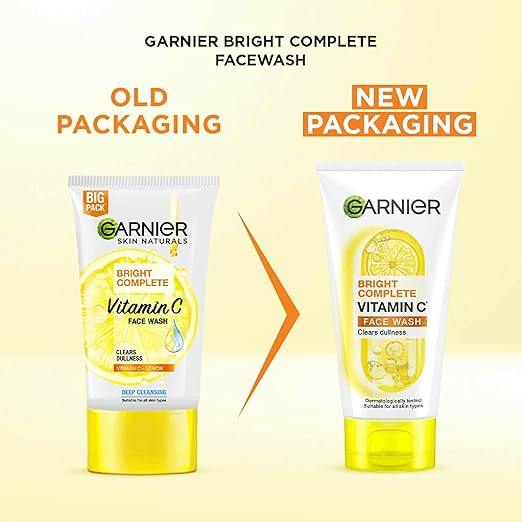 GARNIER BRIGHT COMPLETE
FACEWASH
OLD
PACKAGING
NEW
PACKAGING
BIG
PACK
GARNIER
SKIN NATURALS
BRIGHT
COMPLETE
Vitamin C
FACE WASH
CLEARS
DULLNESS
VITAMIN C + LEMON
DEEP CLEANSING
Suitable for all skin types
GARNIER
BRIGHT
COMPLETE
VITAMIN C*
FACE WASH
Clears dullness
Dermatologically tested
Suitable for all skin types